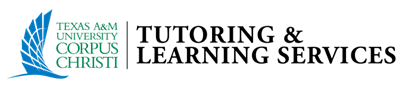 TEXAS A&M
UNIVERSITY
CORPUS
CHRISTI
TUTORING &
LEARNING SERVICES